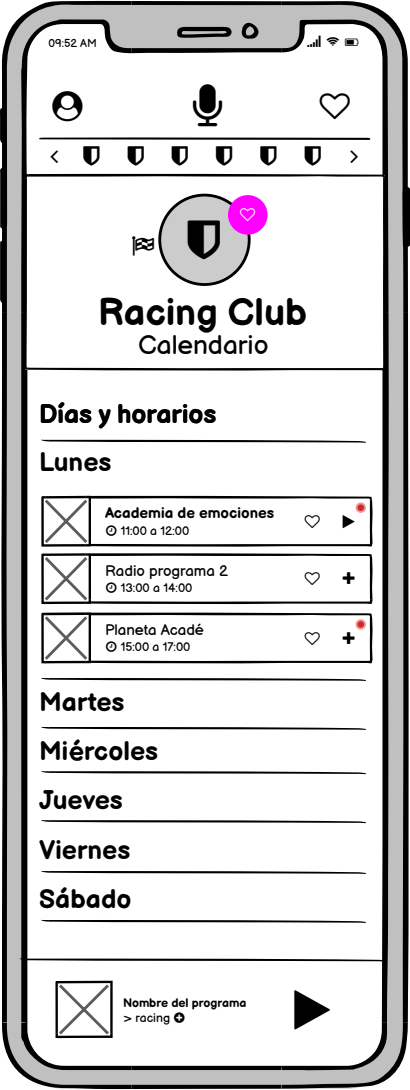 09:52 AM
Racing Club
Calendario
Días y horarios
Lunes
Academia de emociones
11:00 a 12:00
Radio programa 2
13:00 a 14:00
Planeta Acadé
15:00 a 17:00
Martes
Miércoles
Jueves
Viernes
Sábado
Nombre del programa
> racing